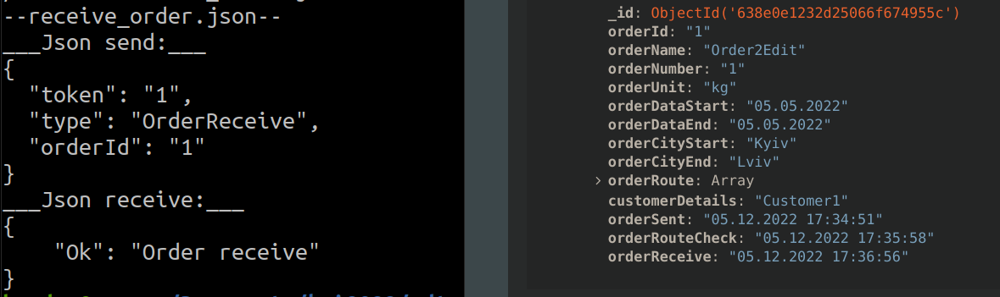 --receive_order.json--
___Json send:___
{
  "token": "1",
  "type": "OrderReceive",
  "orderId": "1"
}
___Json receive:___
{
    "Ok": "Order receive"
}
_id: ObjectId('638e0e1232d25066f674955c')
orderId: "1"
orderName: "Order2Edit"
orderNumber: "1"
orderUnit: "kg"
orderDataStart: "05.05.2022"
orderDataEnd: "05.05.2022"
orderCityStart: "Kyiv"
orderCityEnd: "Lviv"
> orderRoute: Array
customerDetails: "Customer1"
orderSent: "05.12.2022 17:34:51"
orderRouteCheck: "05.12.2022 17:35:58"
orderReceive: "05.12.2022 17:36:56"